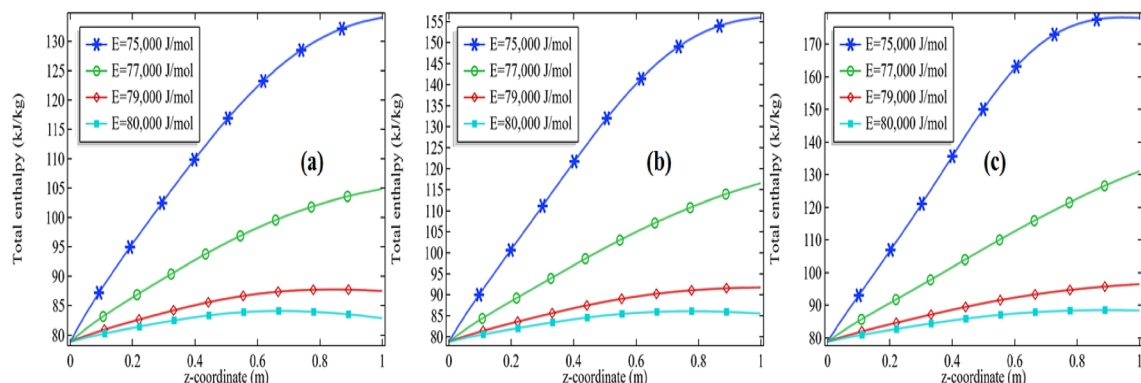 E=75,000 J/mol
E=77,000 J/mol
E=79,000 J/mol
E=80,000 J/mol
(a)
Total enthalpy (kJ/kg)
130
125
120
115
110
105
100
95
90
85
80
0 0.2 0.4 0.6 0.8 1
z-coordinate (m)
E=75,000 J/mol
E=77,000 J/mol
E=79,000 J/mol
E=80,000 J/mol
(b)
Total enthalpy (kJ/kg)
155
150
145
140
135
130
125
120
115
110
105
100
95
90
85
80
0 0.2 0.4 0.6 0.8 1
z-coordinate (m)
E=75,000 J/mol
E=77,000 J/mol
E=79,000 J/mol
E=80,000 J/mol
(c)
Total enthalpy (kJ/kg)
170
160
150
140
130
120
110
100
90
80
0 0.2 0.4 0.6 0.8 1
z-coordinate (m)